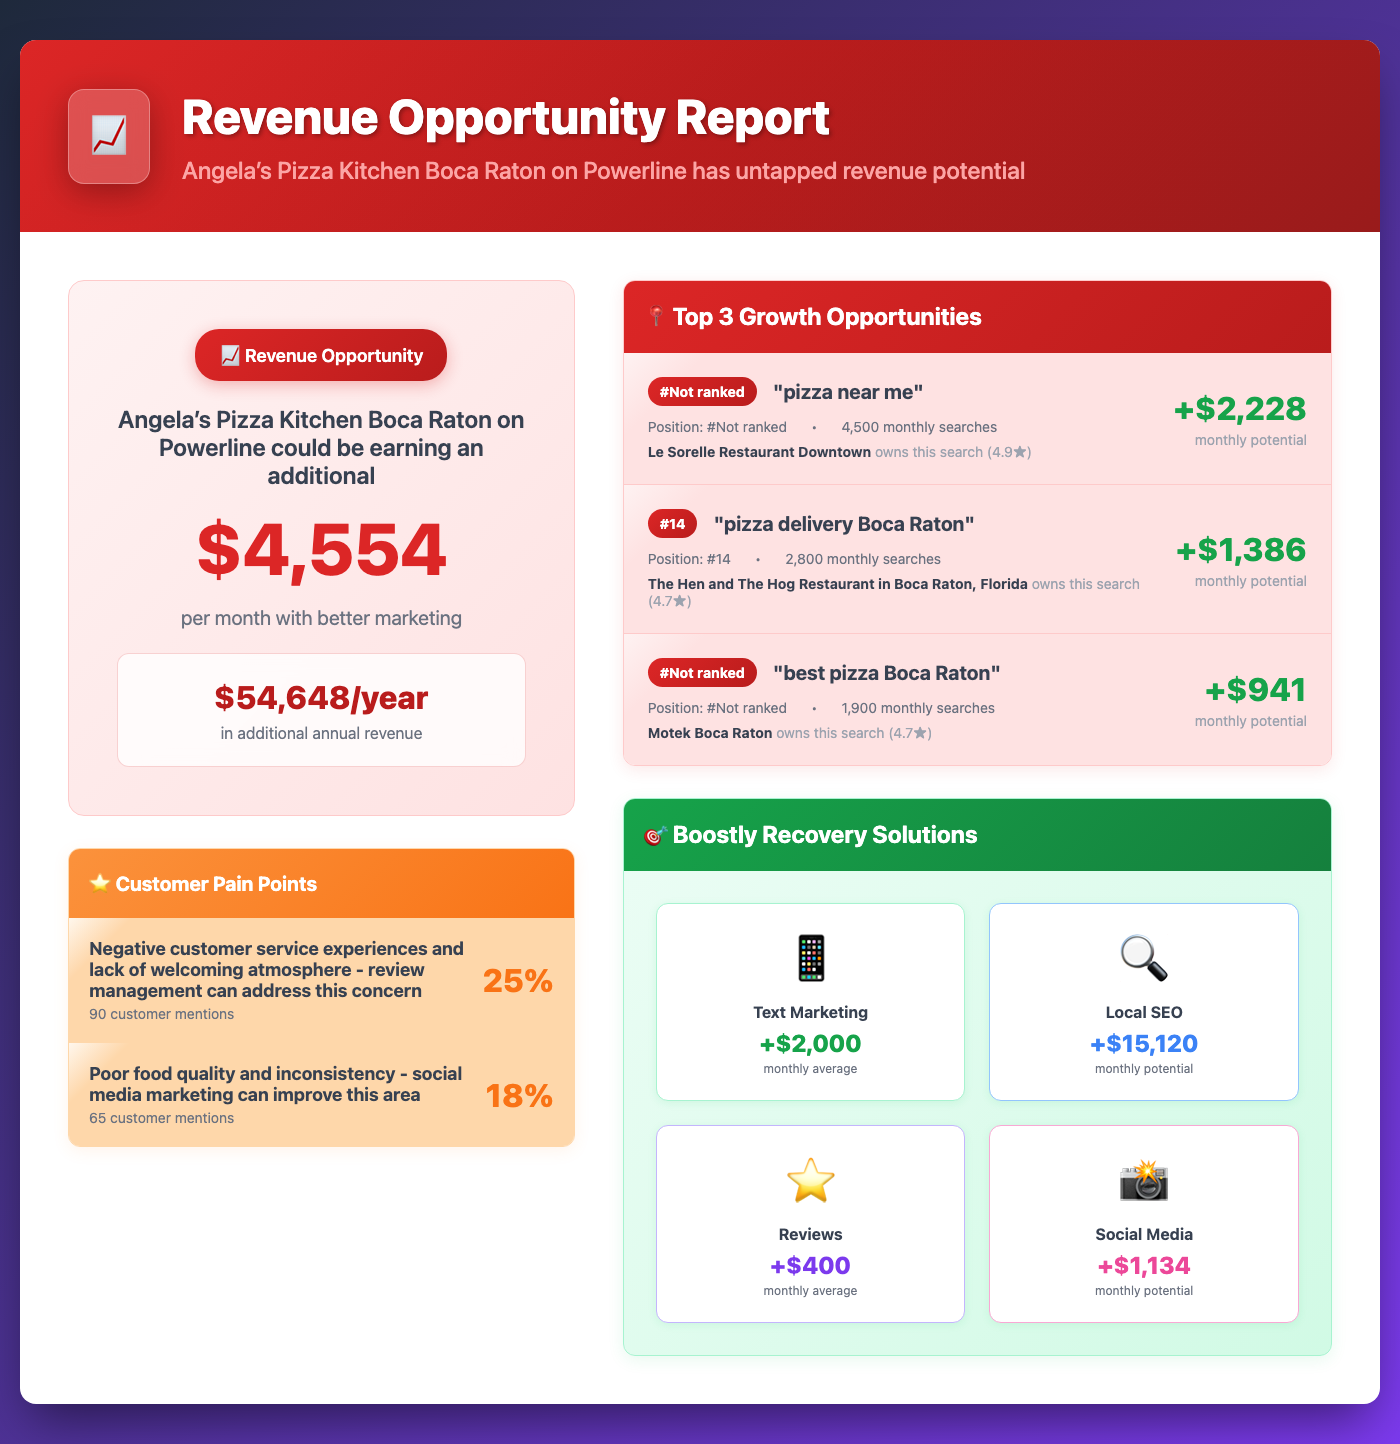 Revenue Opportunity Report
Angela's Pizza Kitchen Boca Raton on Powerline has untapped revenue potential
Revenue Opportunity
Angela's Pizza Kitchen Boca Raton on
Powerline could be earning an
additional
$4,554
per month with better marketing
$54,648/year
in additional annual revenue
Customer Pain Points
Negative customer service experiences and
lack of welcoming atmosphere - review
management can address this concern
90 customer mentions
25%
Poor food quality and inconsistency - social
media marketing can improve this area
65 customer mentions
18%
Top 3 Growth Opportunities
#Not ranked "pizza near me"
Position: #Not ranked • 4,500 monthly searches
Le Sorelle Restaurant Downtown owns this search (4.9★)
+$2,228
monthly potential
#14 "pizza delivery Boca Raton"
Position: #14 • 2,800 monthly searches
The Hen and The Hog Restaurant in Boca Raton, Florida owns this search
(4.7★)
+$1,386
monthly potential
#Not ranked "best pizza Boca Raton"
Position: #Not ranked • 1,900 monthly searches
Motek Boca Raton owns this search (4.7★)
+$941
monthly potential
Boostly Recovery Solutions
Text Marketing
+$2,000
monthly average
Local SEO
+$15,120
monthly potential
Reviews
+$400
monthly average
Social Media
+$1,134
monthly potential